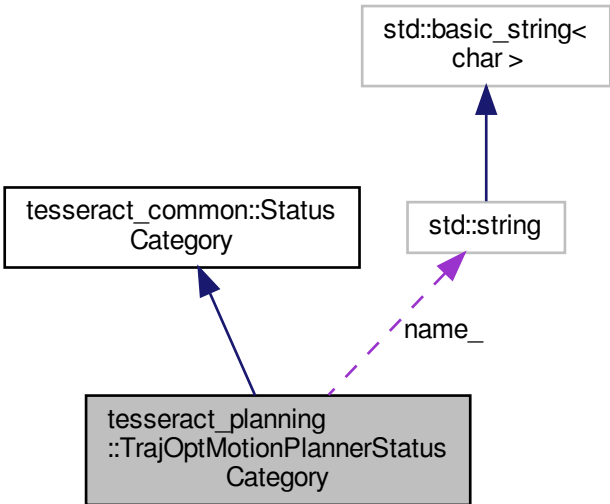 std::basic_string<
char >
tesseract_common::Status
Category
std::string
name_
tesseract_planning
::TrajOptMotionPlannerStatus
Category